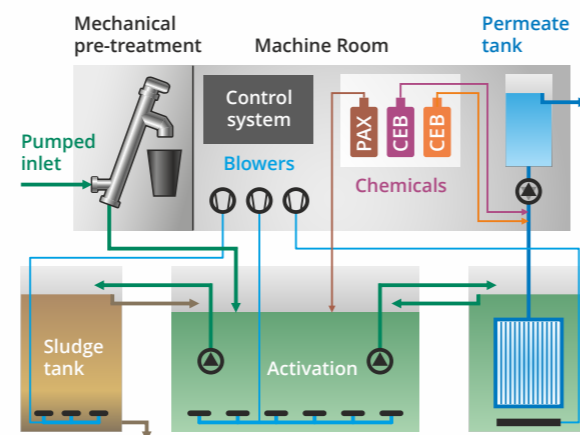 Mechanical
pre-treatment
Machine Room
Permeate
tank
Control
system
Pumped
inlet
Blowers
PAX
CEB
CEB
Chemicals
Sludge
tank
Activation